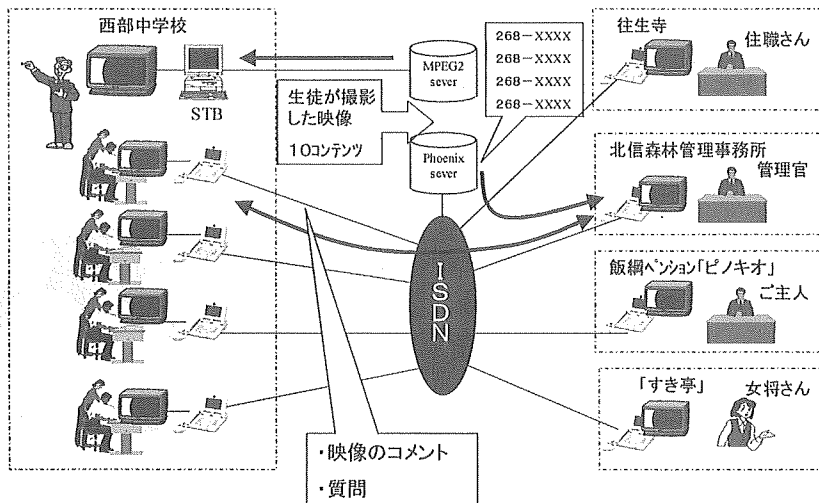 西部中学校
STB
MPEG2
sever
生徒が撮影
した映像
10コンテンツ
Phoenix
sever
268-XXXX
268-XXXX
268-XXXX
268-XXXX
ISDN
・映像のコメント
・質問
往生寺
住職さん
北信森林管理事務所
管理官
飯綱ペンション「ピノキオ」
ご主人
「すき亭」
女将さん